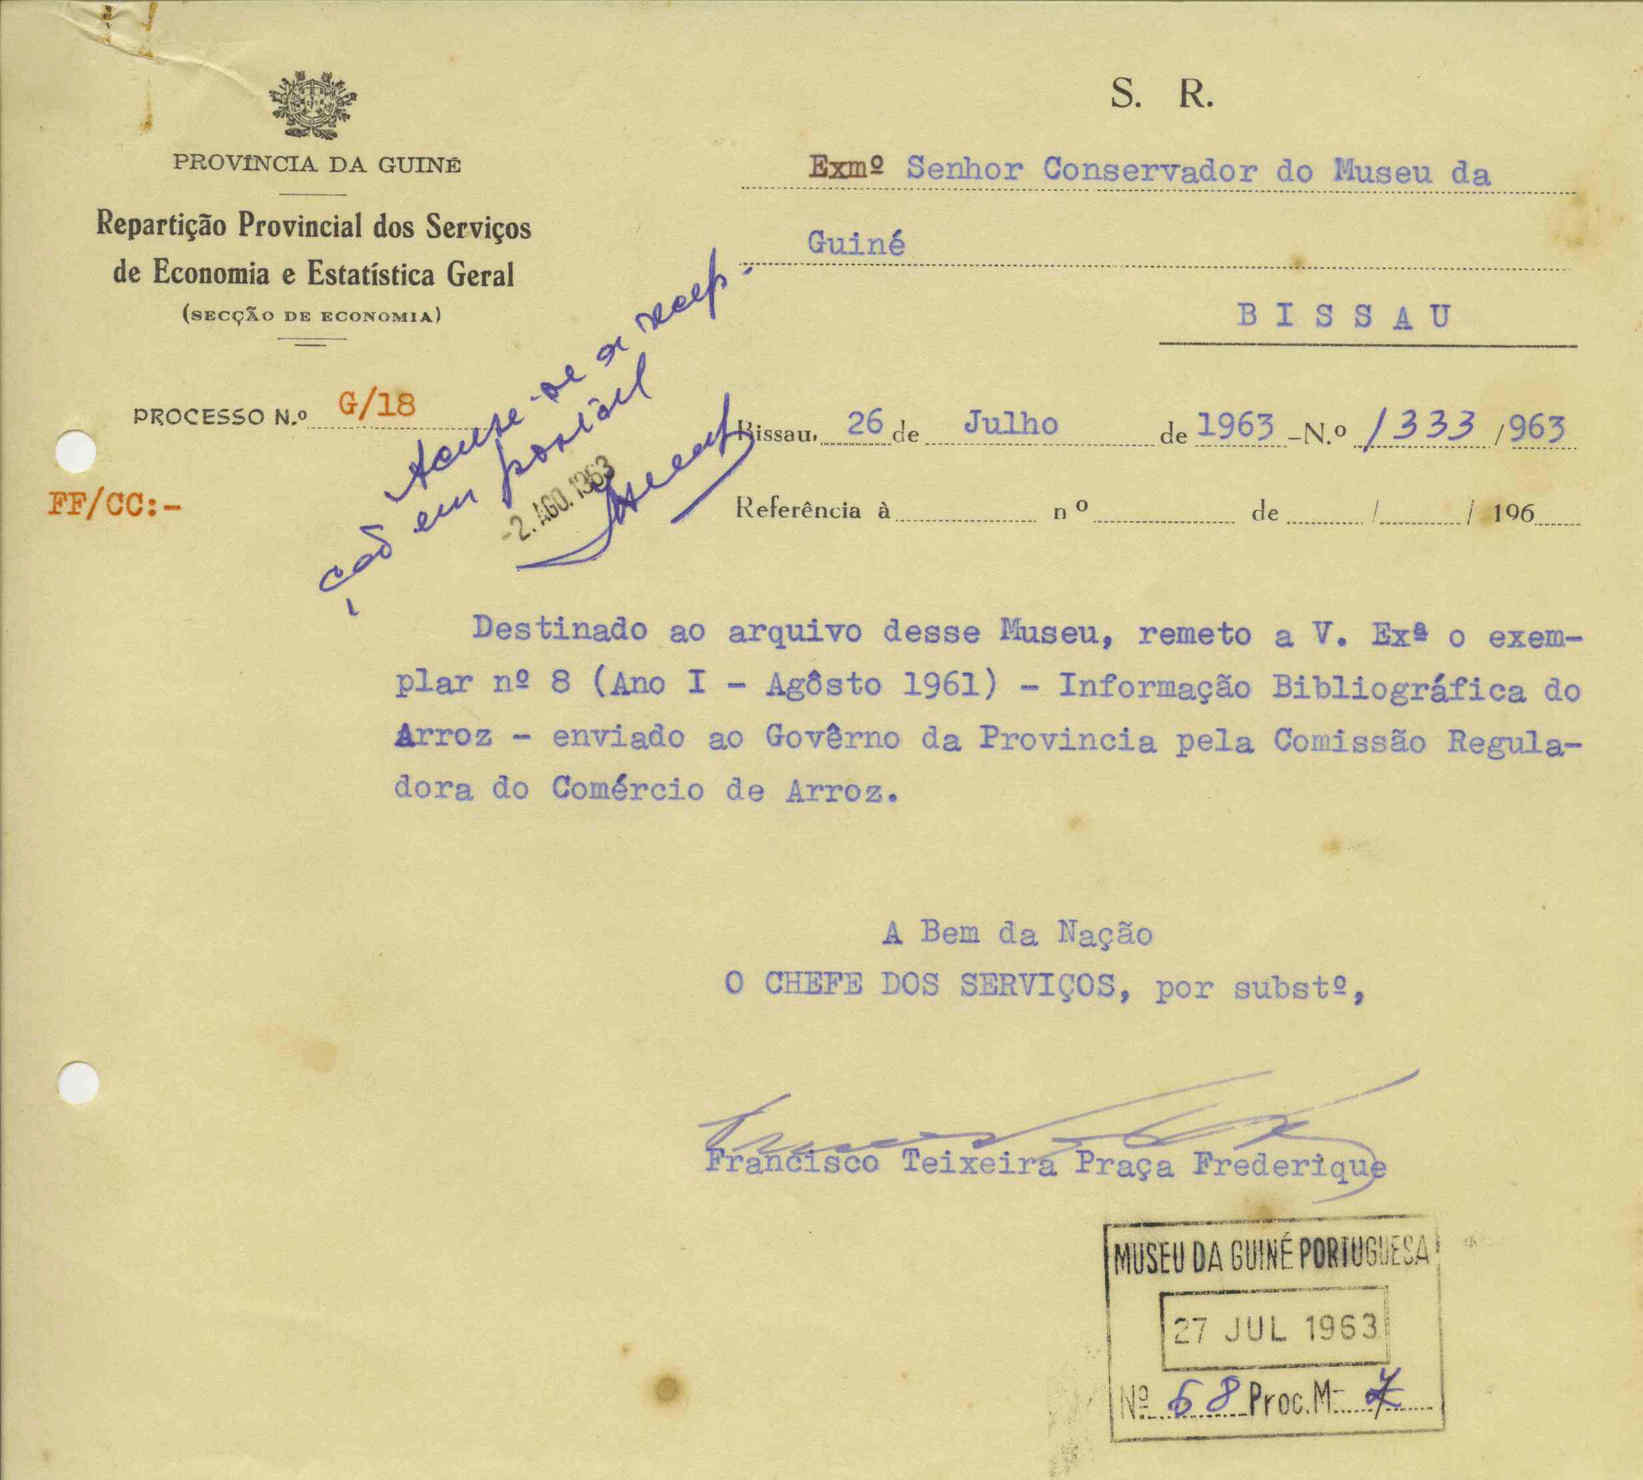 S. R.
PROVÍNCIA DA GUINÉ
Repartição Provincial dos Serviços
de Economia e Estatística Geral
(SECÇÃO DE ECONOMIA)
Exmº Senhor Conservador do Museu da
Guiné
BISSAU
PROCESSO N.º G/18
FF/CC:-
Acuse-se a recep-
ção em postal
-2. AGO. 1963
Bissau, 26 de Julho de 1963 -N.º 1333 /963
Referência à nº de / / 196
Destinado ao arquivo desse Museu, remeto a V. Exª o exem-
plar nº 8 (Ano I - Agôsto 1961) - Informação Bibliográfica do
Arroz - enviado ao Govêrno da Provincia pela Comissão Regula-
dora do Comércio de Arroz.
A Bem da Nação
O CHEFE DOS SERVIÇOS, por substº,
Francisco Teixeira Praça Frederique
MUSEU DA GUINÉ PORTUGUESA
27 JUL 1963
Nº 68 Proc. M- 7